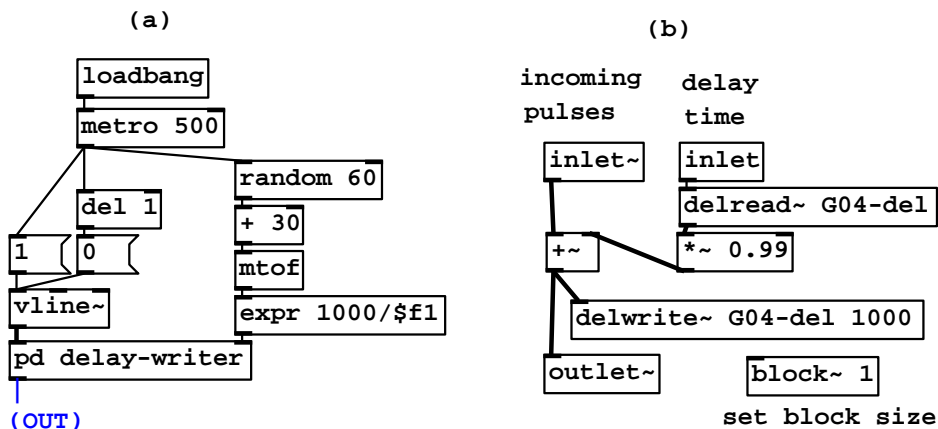 (a)
loadbang
metro 500
random 60
del 1
+ 30
1
0
mtof
vline~
expr 1000/$f1
pd delay-writer
(OUT)
(b)
incoming
pulses
delay
time
inlet~
inlet
delread~ G04-del
+~
*~ 0.99
delwrite~ G04-del 1000
outlet~
block~ 1
set block size